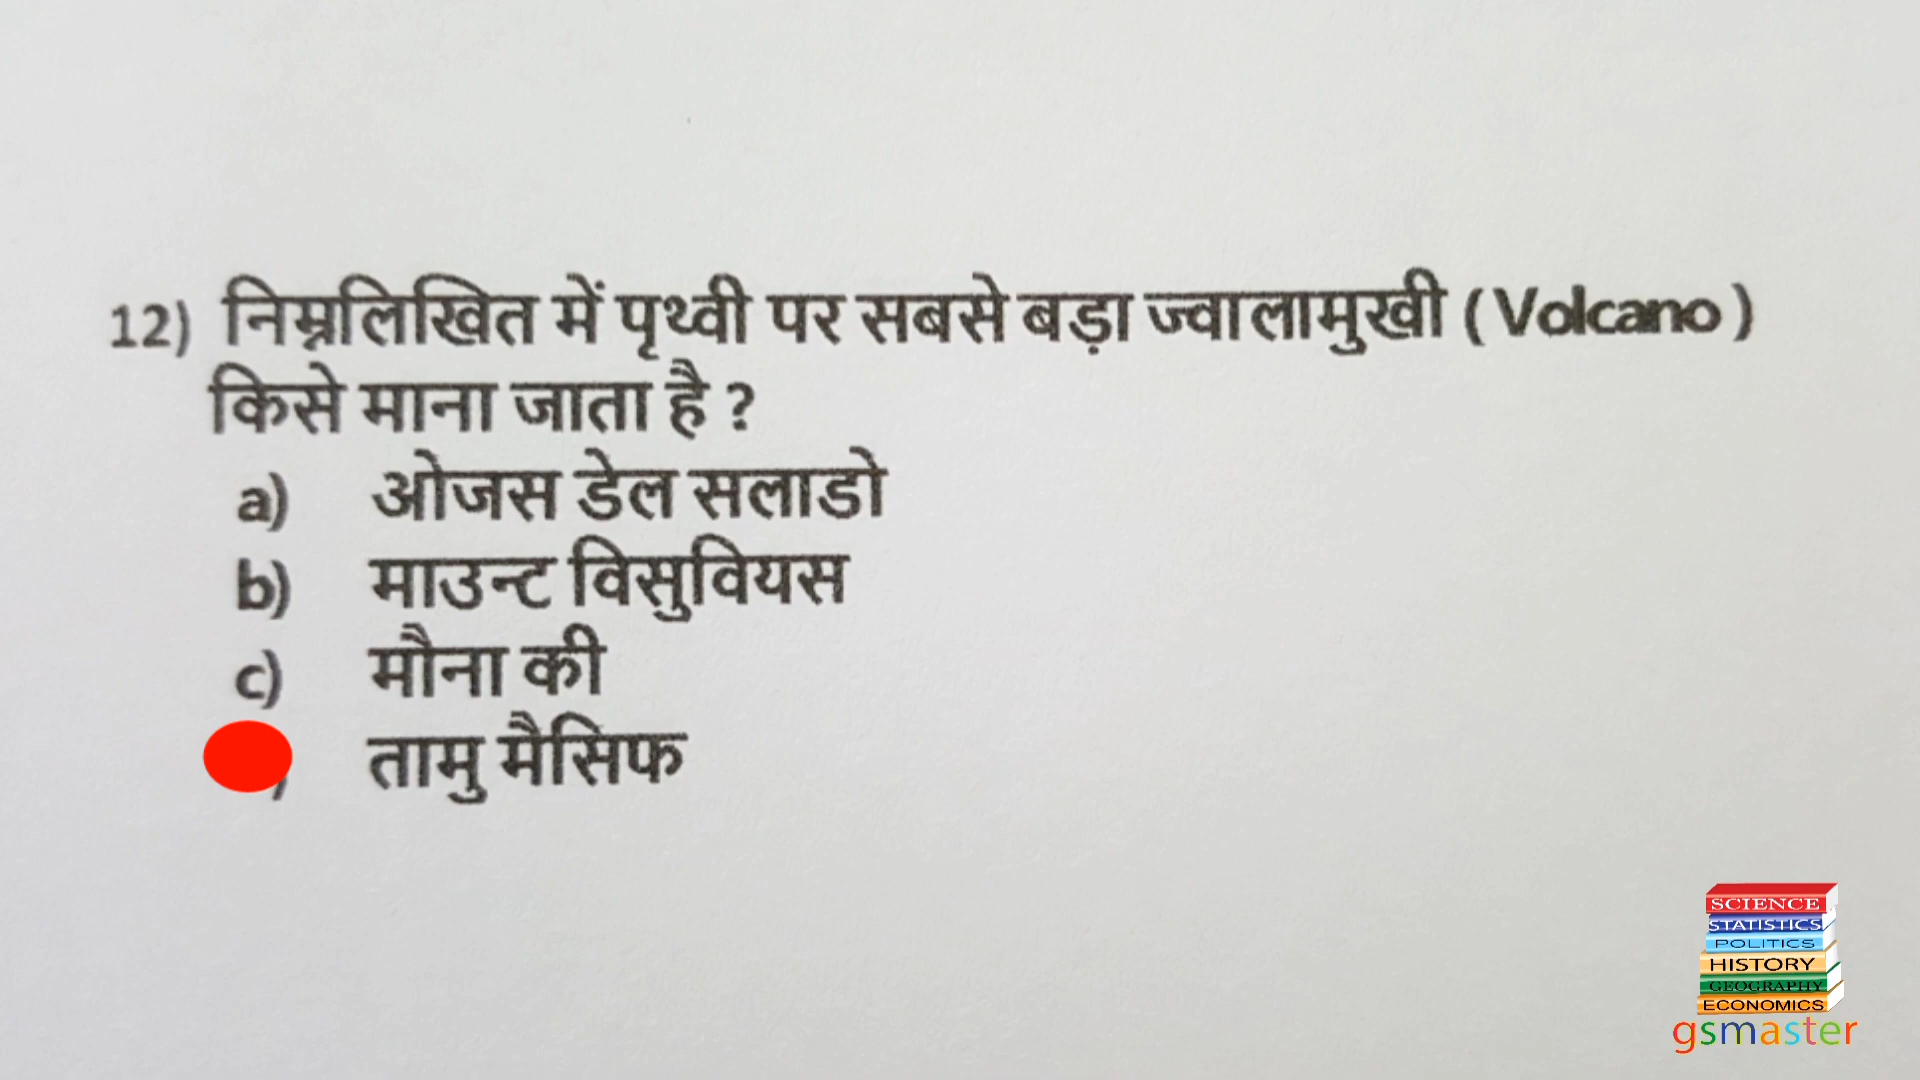 12) निम्नलिखित में पृथ्वी पर सबसे बड़ा ज्वालामुखी ( Volcano )
किसे माना जाता है ?
a) ओजस डेल सलाडो
b) माउन्ट विसुवियस
c) मौना की
तामु मैसिफ
SCIENCE
STATISTICS
POLITICS
HISTORY
GEOGRAPHY
ECONOMICS
gsmaster